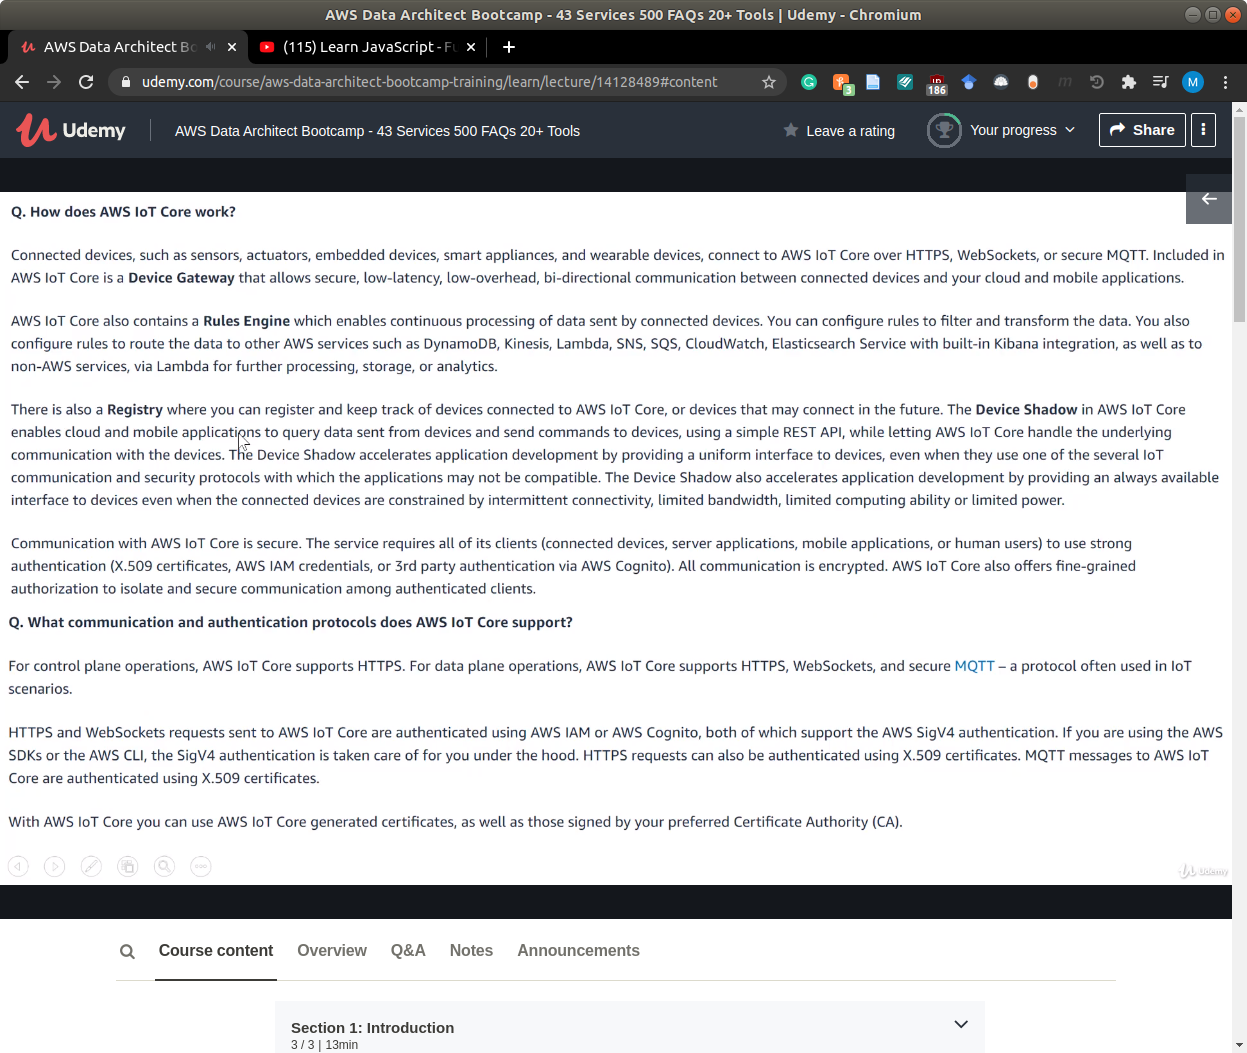 AWS Data Architect Bootcamp - 43 Services 500 FAQs 20+ Tools | Udemy - Chromium
AWS Data Architect Bo
(115) Learn JavaScript - Fu
udemy.com/course/aws-data-architect-bootcamp-training/learn/lecture/14128489#content
3
186
M
Udemy
AWS Data Architect Bootcamp - 43 Services 500 FAQs 20+ Tools
Leave a rating
Your progress
Share
Q. How does AWS IoT Core work?
Connected devices, such as sensors, actuators, embedded devices, smart appliances, and wearable devices, connect to AWS IoT Core over HTTPS, WebSockets, or secure MQTT. Included in
AWS IoT Core is a Device Gateway that allows secure, low-latency, low-overhead, bi-directional communication between connected devices and your cloud and mobile applications.
AWS IoT Core also contains a Rules Engine which enables continuous processing of data sent by connected devices. You can configure rules to filter and transform the data. You also
configure rules to route the data to other AWS services such as DynamoDB, Kinesis, Lambda, SNS, SQS, CloudWatch, Elasticsearch Service with built-in Kibana integration, as well as to
non-AWS services, via Lambda for further processing, storage, or analytics.
There is also a Registry where you can register and keep track of devices connected to AWS IoT Core, or devices that may connect in the future. The Device Shadow in AWS IoT Core
enables cloud and mobile applications to query data sent from devices and send commands to devices, using a simple REST API, while letting AWS IoT Core handle the underlying
communication with the devices. The Device Shadow accelerates application development by providing a uniform interface to devices, even when they use one of the several IoT
communication and security protocols with which the applications may not be compatible. The Device Shadow also accelerates application development by providing an always available
interface to devices even when the connected devices are constrained by intermittent connectivity, limited bandwidth, limited computing ability or limited power.
Communication with AWS IoT Core is secure. The service requires all of its clients (connected devices, server applications, mobile applications, or human users) to use strong
authentication (X.509 certificates, AWS IAM credentials, or 3rd party authentication via AWS Cognito). All communication is encrypted. AWS IoT Core also offers fine-grained
authorization to isolate and secure communication among authenticated clients.
Q. What communication and authentication protocols does AWS IoT Core support?
For control plane operations, AWS IoT Core supports HTTPS. For data plane operations, AWS IoT Core supports HTTPS, WebSockets, and secure MQTT – a protocol often used in IoT
scenarios.
HTTPS and WebSockets requests sent to AWS IoT Core are authenticated using AWS IAM or AWS Cognito, both of which support the AWS SigV4 authentication. If you are using the AWS
SDKs or the AWS CLI, the SigV4 authentication is taken care of for you under the hood. HTTPS requests can also be authenticated using X.509 certificates. MQTT messages to AWS IoT
Core are authenticated using X.509 certificates.
With AWS IoT Core you can use AWS IoT Core generated certificates, as well as those signed by your preferred Certificate Authority (CA).
Udemy
Course content
Overview
Q&A
Notes
Announcements
Section 1: Introduction
3 / 3 | 13min